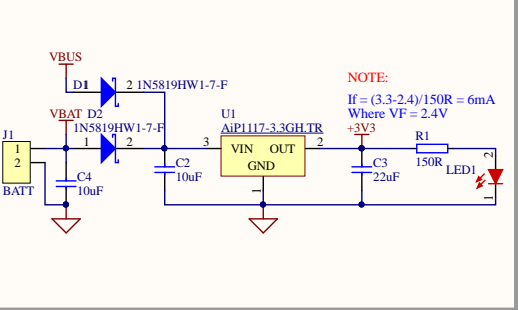 VBUS
D1
1
2
1N5819HW1-7-F
NOTE:
If = (3.3-2.4)/150R = 6mA
Where VF = 2.4V
VBAT
D2
1N5819HW1-7-F
U1
AiP1117-3.3GH.TR
+3V3
J1
1
2
BATT
1
2
3
VIN
OUT
GND
2
1
R1
150R
LED1
2
1
C4
10uF
C2
10uF
C3
22uF